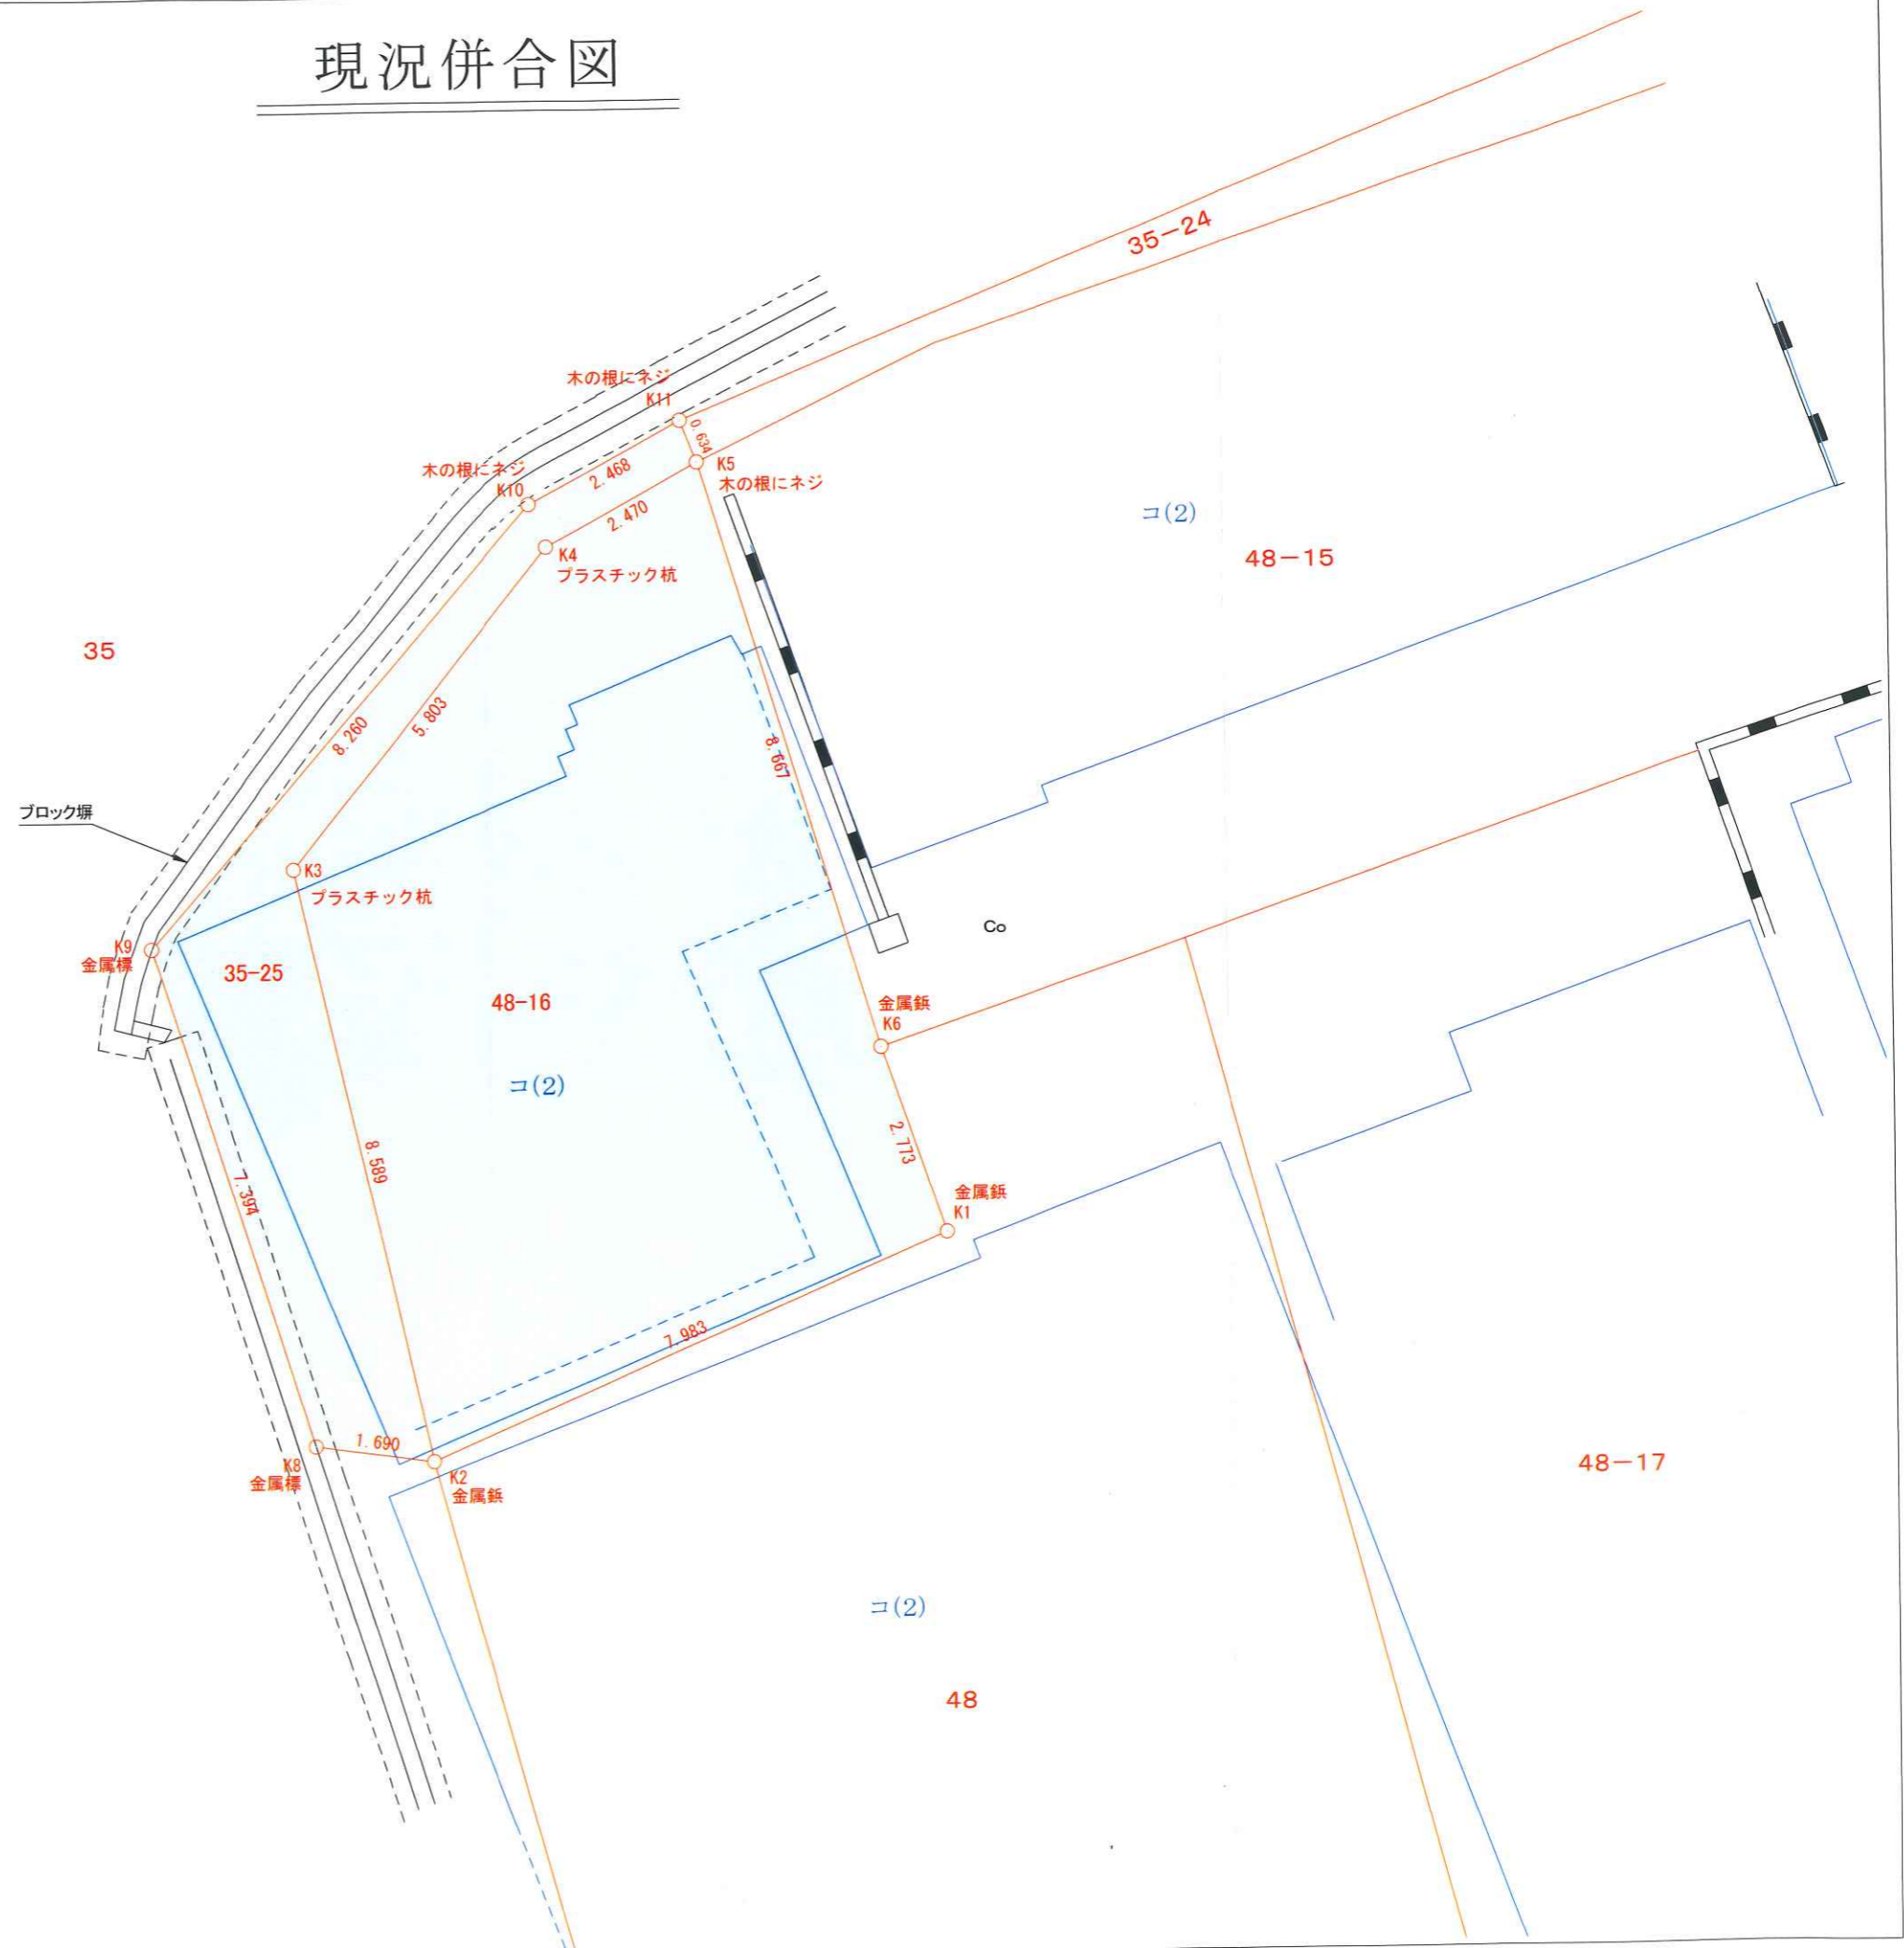 現況併合図
35－24
木の根にネジ
K11
0.634
木の根にネジ
K10
2.468
K5
木の根にネジ
2.470
K4
プラスチック杭
コ(2)
48－15
35
8.260
5.803
8.667
ブロック塀
K3
プラスチック杭
K9
金属標
35-25
48-16
Co
金属鋲
K6
コ(2)
2.773
8.589
7.394
金属鋲
K1
7.983
1.690
K8
金属標
K2
金属鋲
48－17
コ(2)
48